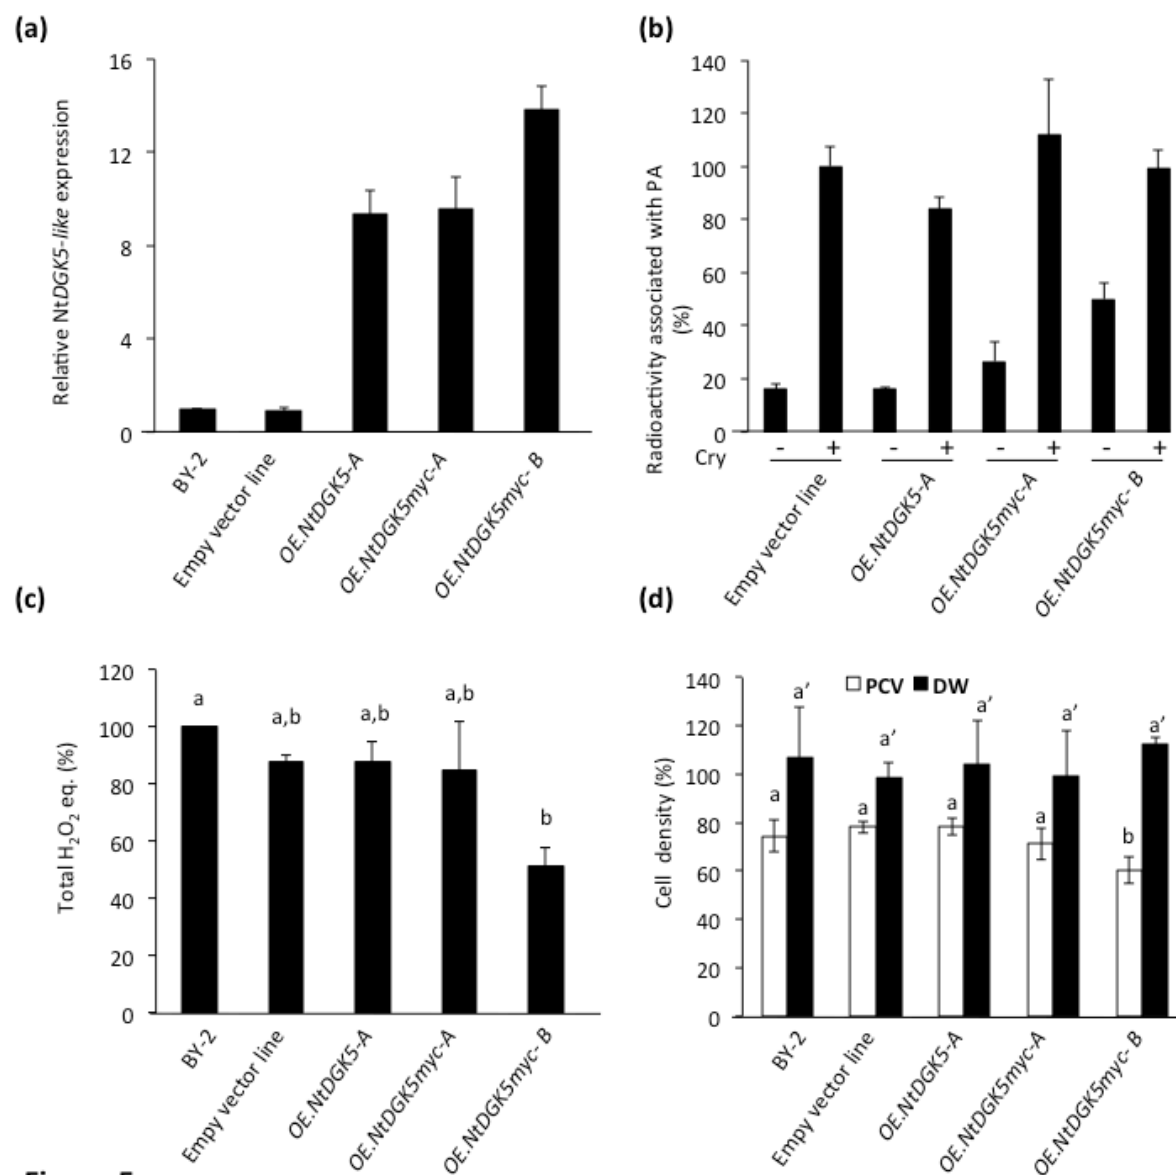 (a)
Relative NtDGK5-like expression
16
12
8
4
0
BY-2
Empy vector line
OE.NtDGK5-A
OE.NtDGK5myc-A
OE.NtDGK5myc- B
(b)
Radioactivity associated with PA
(%)
140
120
100
80
60
40
20
0
Cry
- + - + - + - +
Empy vector line
OE.NtDGK5-A
OE.NtDGK5myc-A
OE.NtDGK5myc- B
(c)
Total H2O2 eq. (%)
120
100
80
60
40
20
0
a
a,b
a,b
a,b
b
BY-2
Empy vector line
OE.NtDGK5-A
OE.NtDGK5myc-A
OE.NtDGK5myc- B
(d)
Cell density (%)
140
120
100
80
60
40
20
0
PCV DW
a a’
a a’
a a’
a a’
b a’
BY-2
Empy vector line
OE.NtDGK5-A
OE.NtDGK5myc-A
OE.NtDGK5myc- B